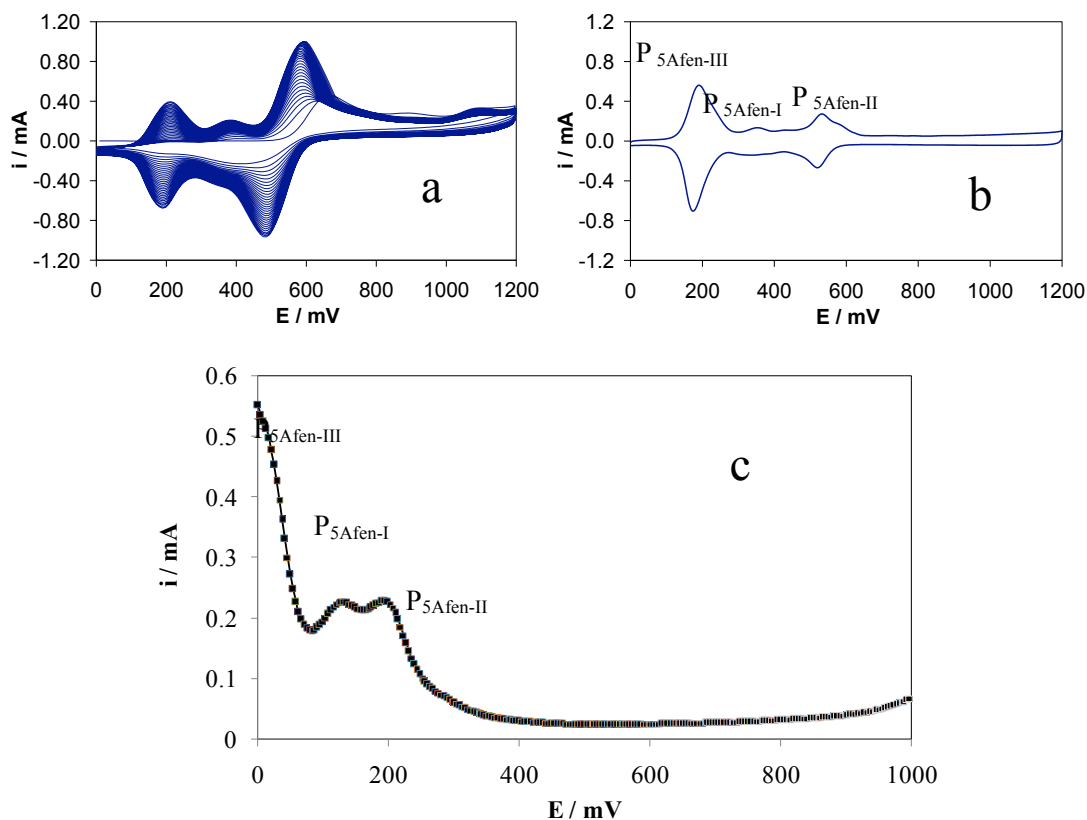 1.20
0.80
0.40
0.00
-0.40
-0.80
-1.20
i / mA
a
0 200 400 600 800 1000 1200
E / mV
1.2
0.8
0.4
0.0
-0.4
-0.8
-1.2
i / mA
P 5Afen-III
P 5Afen-I
P 5Afen-II
b
0 200 400 600 800 1000 1200
E / mV
0.6
0.5
0.4
0.3
0.2
0.1
0
i / mA
P5Afen-III
P5Afen-I
P5Afen-II
c
0 200 400 600 800 1000
E / mV